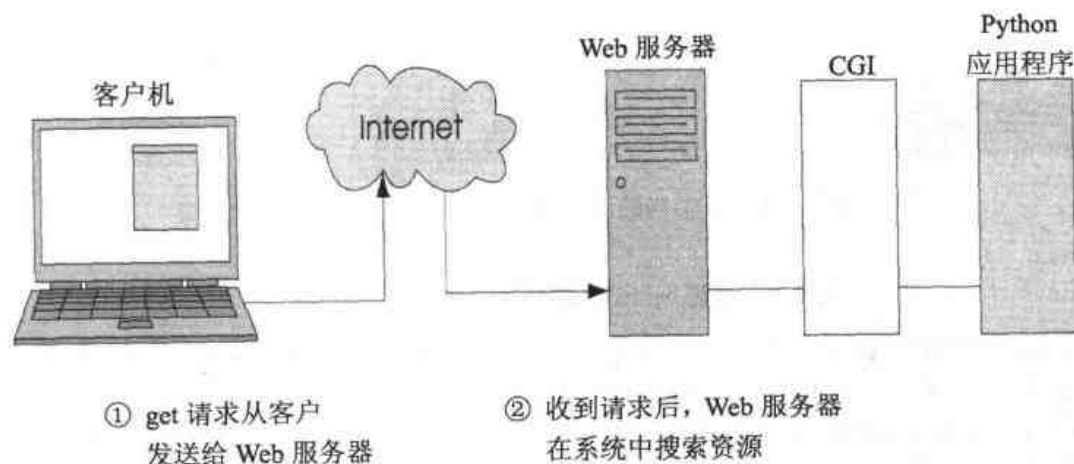 Python
Web 服务器
CGI
应用程序
客户机
Internet
① get 请求从客户
发送给 Web 服务器
② 收到请求后，Web 服务器
在系统中搜索资源